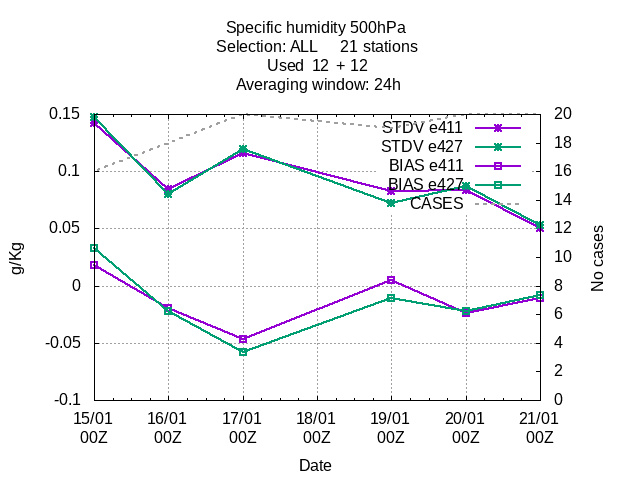 Specific humidity 500hPa
Selection: ALL 21 stations
Used 12 + 12
Averaging window: 24h
0.15
0.1
0.05
0
-0.05
-0.1
g/Kg
20
18
16
14
12
10
8
6
4
2
0
No cases
STDV e411
STDV e427
BIAS e411
BIAS e427
CASES
15/01 16/01 17/01 18/01 19/01 20/01 21/01
00Z 00Z 00Z 00Z 00Z 00Z 00Z
Date